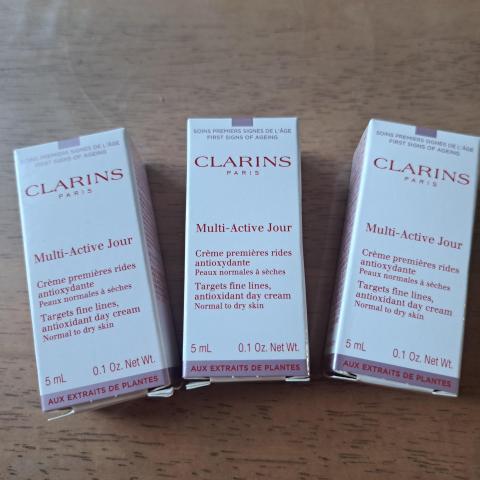 SOINS PREMIERS SIGNES DE L'ÂGE
FIRST SIGNS OF AGEING
CLARINS
PARIS
Multi-Active Jour
Crème premières rides
antioxydante
Peaux normales à sèches
Targets fine lines,
antioxidant day cream
Normal to dry skin
5 mL 0.1 Oz. Net Wt.
AUX EXTRAITS DE PLANTES
SOINS PREMIERS SIGNES DE L'ÂGE
FIRST SIGNS OF AGEING
CLARINS
PARIS
Multi-Active Jour
Crème premières rides
antioxydante
Peaux normales à sèches
Targets fine lines,
antioxidant day cream
Normal to dry skin
5 mL 0.1 Oz. Net Wt.
AUX EXTRAITS DE PLANTES
SOINS PREMIERS SIGNES DE L'ÂGE
FIRST SIGNS OF AGEING
CLARINS
PARIS
Multi-Active Jour
Crème premières rides
antioxydante
Peaux normales à sèches
Targets fine lines,
antioxidant day cream
Normal to dry skin
5 mL 0.1 Oz. Net Wt.
AUX EXTRAITS DE PLANTES